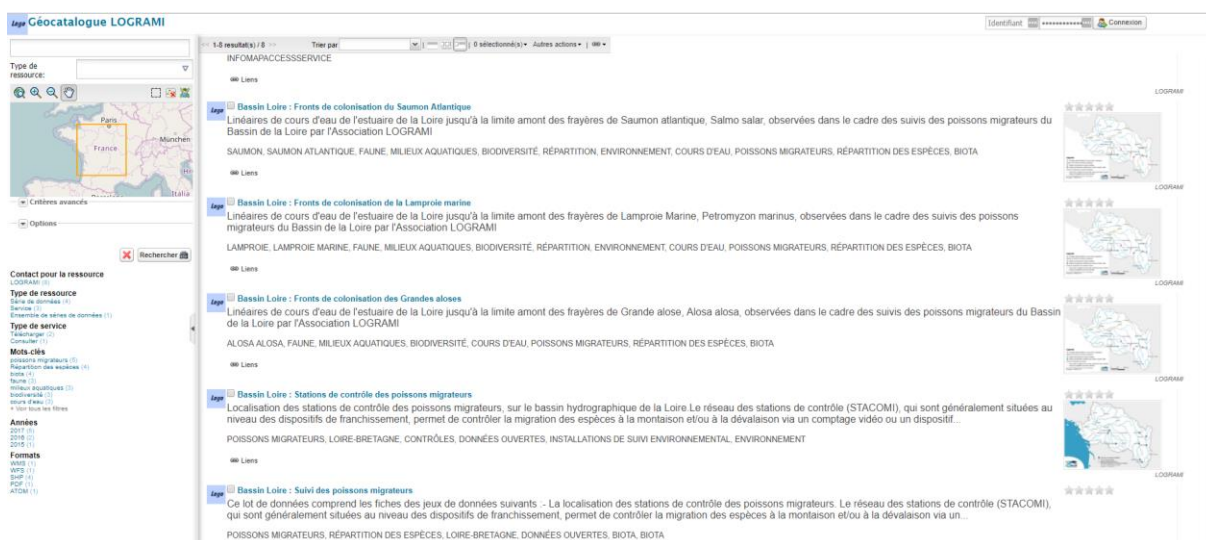 Logo Géocatalogue LOGRAMI
Identifiant
Connexion
Type de ressource:
Paris
France
München
Italia
Critères avancés
Options
Rechercher
Contact pour la ressource
LOGRAMI (8)
Type de ressource
Série de données (4)
Service (3)
Ensemble de séries de données (1)
Type de service
Télécharger (2)
Consulter (1)
Mots-clés
poissons migrateurs (5)
Répartition des espèces (4)
biota (4)
faune (3)
milieux aquatiques (3)
biodiversité (3)
cours d'eau (3)
+ Voir tous les filtres
Années
2017 (5)
2016 (2)
2015 (1)
Formats
WMS (1)
WFS (1)
SHP (4)
PDF (1)
ATOM (1)
<< 1-8 resultat(s) / 8 >> Trier par 0 sélectionné(s) Autres actions
INFOMAPACCESSSERVICE
Liens
LOGRAMI
Logo Bassin Loire : Fronts de colonisation du Saumon Atlantique
Linéaires de cours d'eau de l'estuaire de la Loire jusqu'à la limite amont des frayères de Saumon atlantique, Salmo salar, observées dans le cadre des suivis des poissons migrateurs du
Bassin de la Loire par l'Association LOGRAMI
SAUMON, SAUMON ATLANTIQUE, FAUNE, MILIEUX AQUATIQUES, BIODIVERSITÉ, RÉPARTITION, ENVIRONNEMENT, COURS D'EAU, POISSONS MIGRATEURS, RÉPARTITION DES ESPÈCES, BIOTA
Liens
LOGRAMI
Logo Bassin Loire : Fronts de colonisation de la Lamproie marine
Linéaires de cours d'eau de l'estuaire de la Loire jusqu'à la limite amont des frayères de Lamproie Marine, Petromyzon marinus, observées dans le cadre des suivis des poissons
migrateurs du Bassin de la Loire par l'Association LOGRAMI
LAMPROIE, LAMPROIE MARINE, FAUNE, MILIEUX AQUATIQUES, BIODIVERSITÉ, RÉPARTITION, ENVIRONNEMENT, COURS D'EAU, POISSONS MIGRATEURS, RÉPARTITION DES ESPÈCES, BIOTA
Liens
LOGRAMI
Logo Bassin Loire : Fronts de colonisation des Grandes aloses
Linéaires de cours d'eau de l'estuaire de la Loire jusqu'à la limite amont des frayères de Grande alose, Alosa alosa, observées dans le cadre des suivis des poissons migrateurs du Bassin
de la Loire par l'Association LOGRAMI
ALOSA ALOSA, FAUNE, MILIEUX AQUATIQUES, BIODIVERSITÉ, COURS D'EAU, POISSONS MIGRATEURS, RÉPARTITION DES ESPÈCES, BIOTA
Liens
LOGRAMI
Logo Bassin Loire : Stations de contrôle des poissons migrateurs
Localisation des stations de contrôle des poissons migrateurs, sur le bassin hydrographique de la Loire.Le réseau des stations de contrôle (STACOMI), qui sont généralement situées au
niveau des dispositifs de franchissement, permet de contrôler la migration des espèces à la montaison et/ou à la dévalaison via un comptage vidéo ou un dispositif...
POISSONS MIGRATEURS, LOIRE-BRETAGNE, CONTRÔLES, DONNÉES OUVERTES, INSTALLATIONS DE SUIVI ENVIRONNEMENTAL, ENVIRONNEMENT
Liens
LOGRAMI
Logo Bassin Loire : Suivi des poissons migrateurs
Ce lot de données comprend les fiches des jeux de données suivants :- La localisation des stations de contrôle des poissons migrateurs. Le réseau des stations de contrôle (STACOMI),
qui sont généralement situées au niveau des dispositifs de franchissement, permet de contrôler la migration des espèces à la montaison et/ou à la dévalaison via un...
POISSONS MIGRATEURS, RÉPARTITION DES ESPÈCES, LOIRE-BRETAGNE, DONNÉES OUVERTES, BIOTA, BIOTA